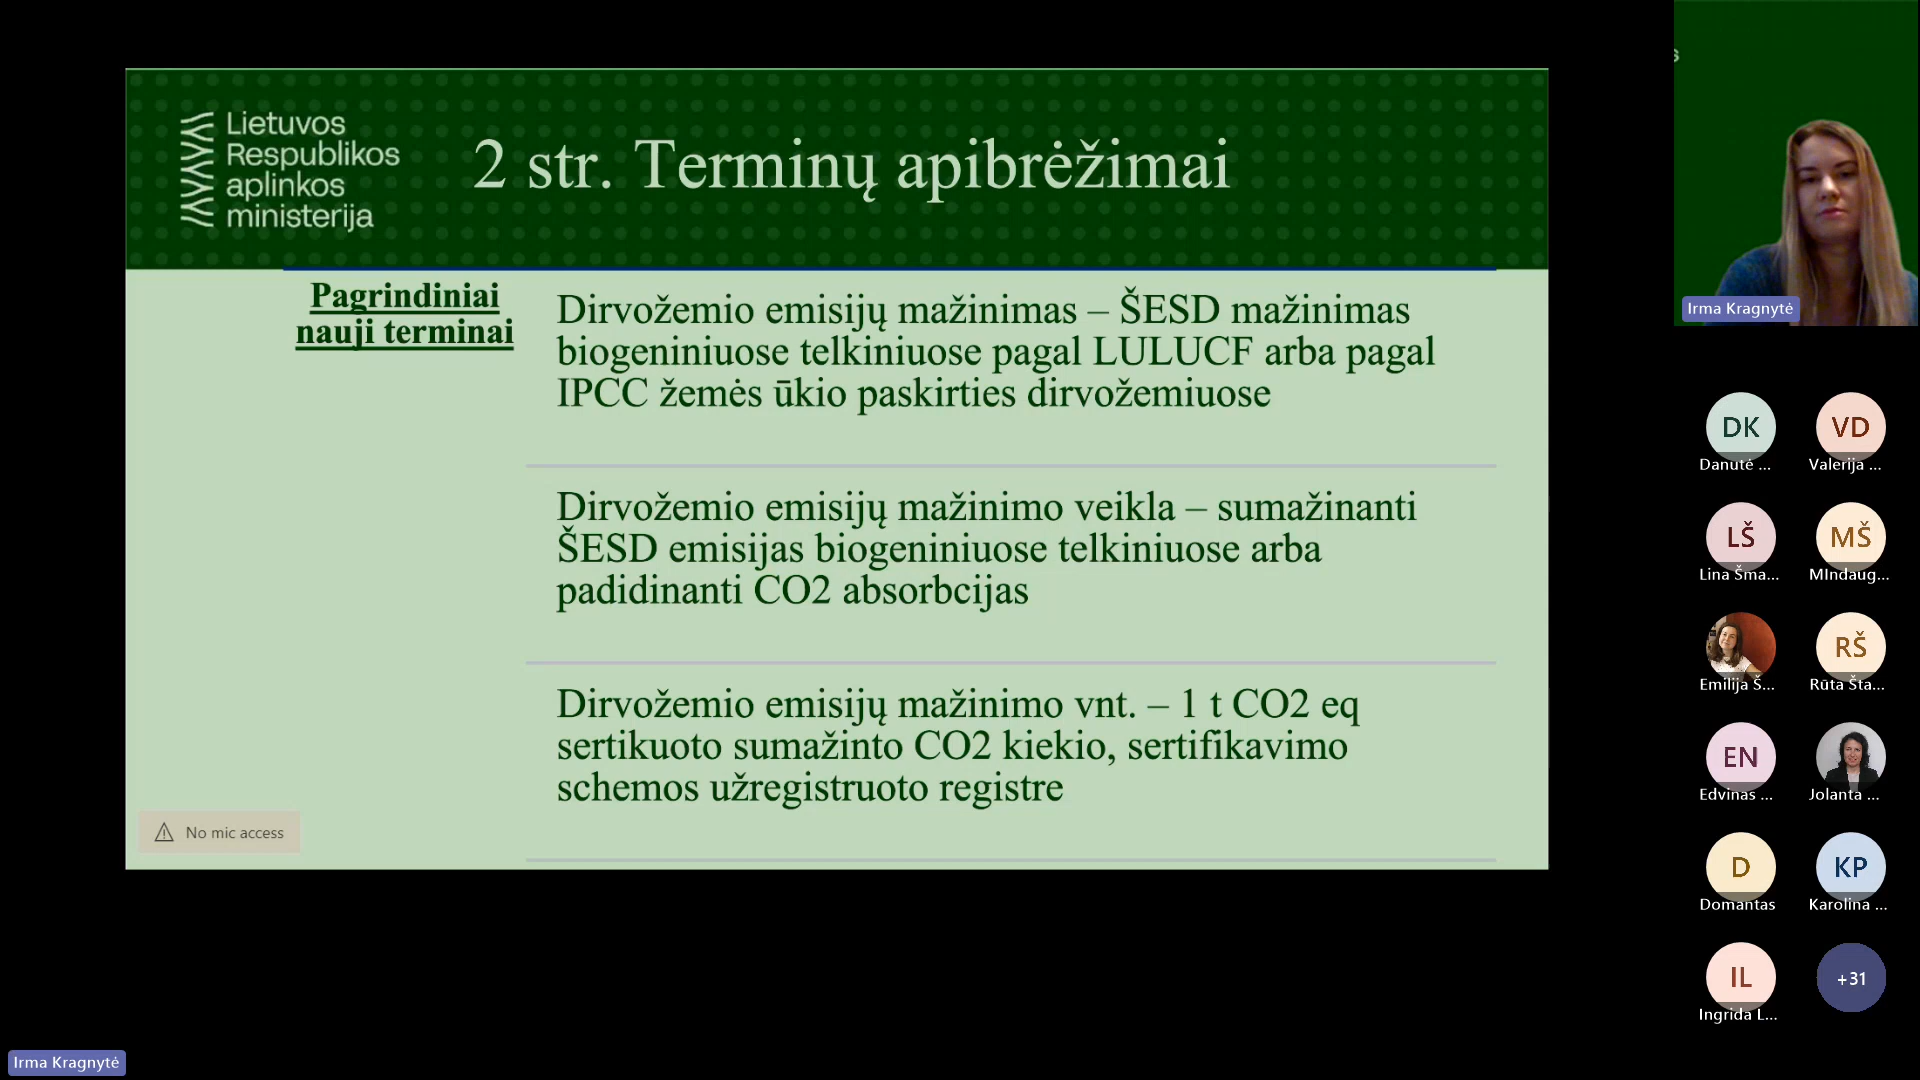 Lietuvos
Respublikos
aplinkos
ministerija
2 str. Terminų apibrėžimai
Pagrindiniai
nauji terminai
Dirvožemio emisijų mažinimas – ŠESD mažinimas
biogeniniuose telkiniuose pagal LULUCF arba pagal
IPCC žemės ūkio paskirties dirvožemiuose
Dirvožemio emisijų mažinimo veikla – sumažinanti
ŠESD emisijas biogeniniuose telkiniuose arba
padidinanti CO2 absorbcijas
Dirvožemio emisijų mažinimo vnt. – 1 t CO2 eq
sertikuoto sumažinto CO2 kiekio, sertifikavimo
schemos užregistruoto registre
No mic access
s
Irma Kragnytė
DK
Danutė ...
VD
Valerija ...
LŠ
Lina Šma...
MŠ
MIndaug...
Emilija Š...
RŠ
Rūta Šta...
EN
Edvinas ...
Jolanta ...
D
Domantas
KP
Karolina ...
IL
Ingrida L...
+31
Irma Kragnytė